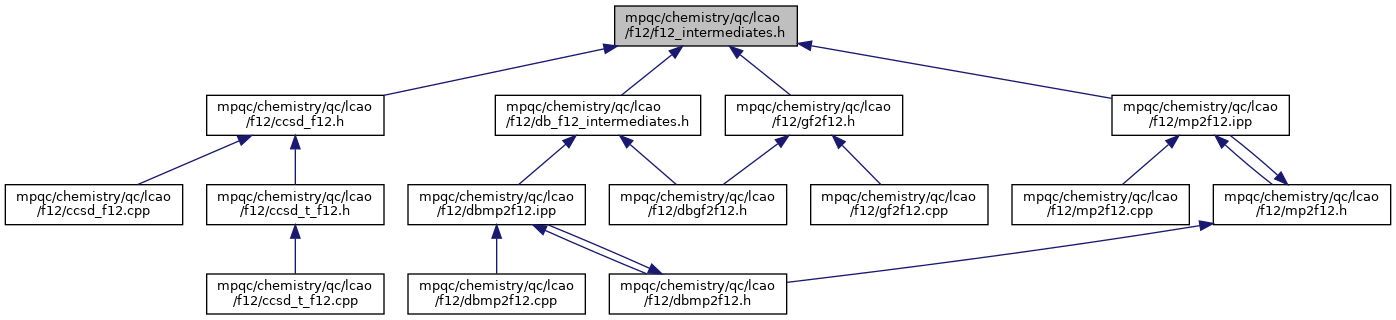 mpqc/chemistry/qc/lcao
/f12/f12_intermediates.h
mpqc/chemistry/qc/lcao
/f12/ccsd_f12.h
mpqc/chemistry/qc/lcao
/f12/db_f12_intermediates.h
mpqc/chemistry/qc/lcao
/f12/gf2f12.h
mpqc/chemistry/qc/lcao
/f12/mp2f12.ipp
mpqc/chemistry/qc/lcao
/f12/ccsd_f12.cpp
mpqc/chemistry/qc/lcao
/f12/ccsd_t_f12.h
mpqc/chemistry/qc/lcao
/f12/dbmp2f12.ipp
mpqc/chemistry/qc/lcao
/f12/dbgf2f12.h
mpqc/chemistry/qc/lcao
/f12/gf2f12.cpp
mpqc/chemistry/qc/lcao
/f12/mp2f12.cpp
mpqc/chemistry/qc/lcao
/f12/mp2f12.h
mpqc/chemistry/qc/lcao
/f12/ccsd_t_f12.cpp
mpqc/chemistry/qc/lcao
/f12/dbmp2f12.cpp
mpqc/chemistry/qc/lcao
/f12/dbmp2f12.h